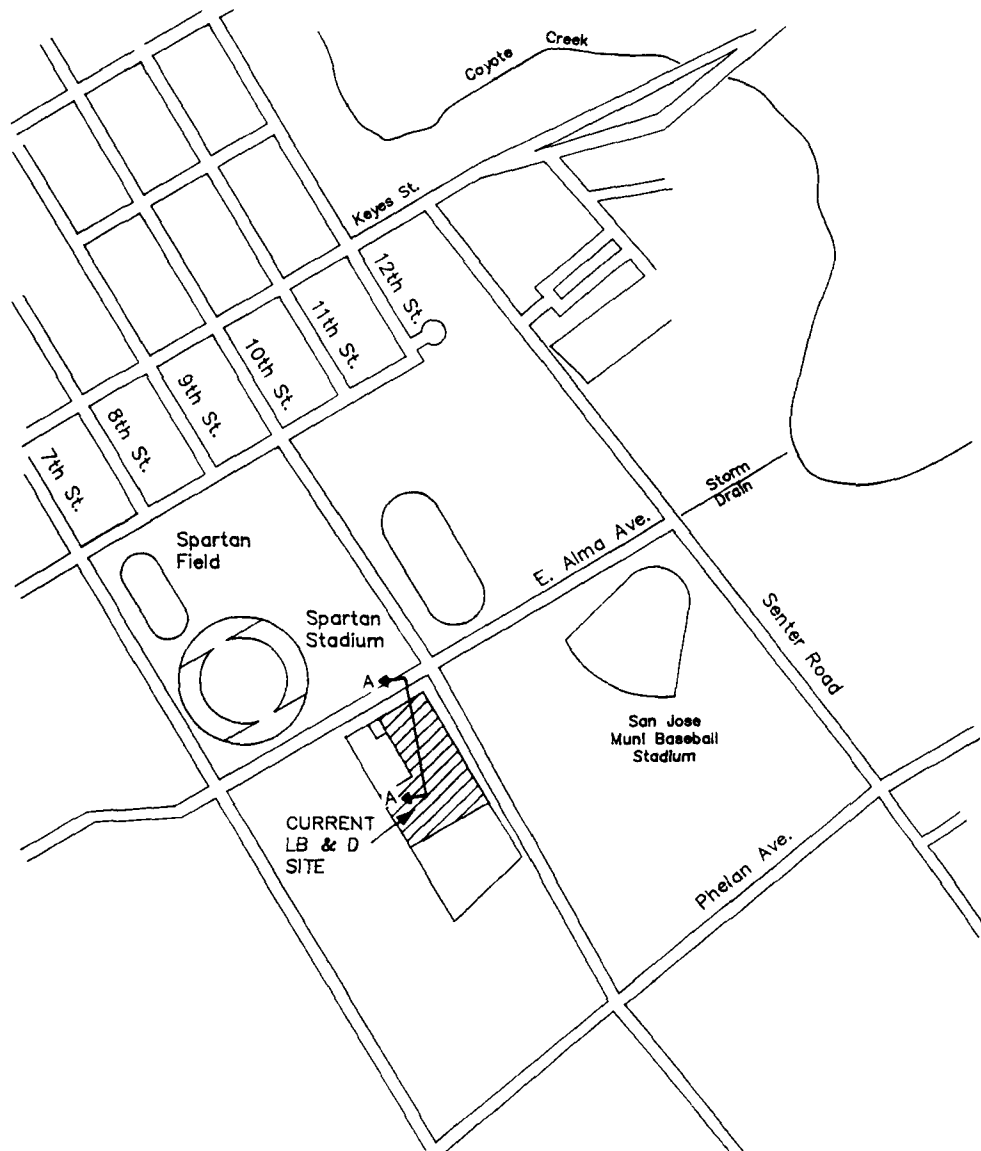 Coyote Creek
Keyes St.
12th St.
11th St.
10th St.
9th St.
8th St.
7th St.
Storm
Drain
E. Alma Ave.
Spartan
Field
Spartan
Stadium
Senter Road
A
San Jose
Muni Baseball
Stadium
A
CURRENT
LB & D
SITE
Phelan Ave.